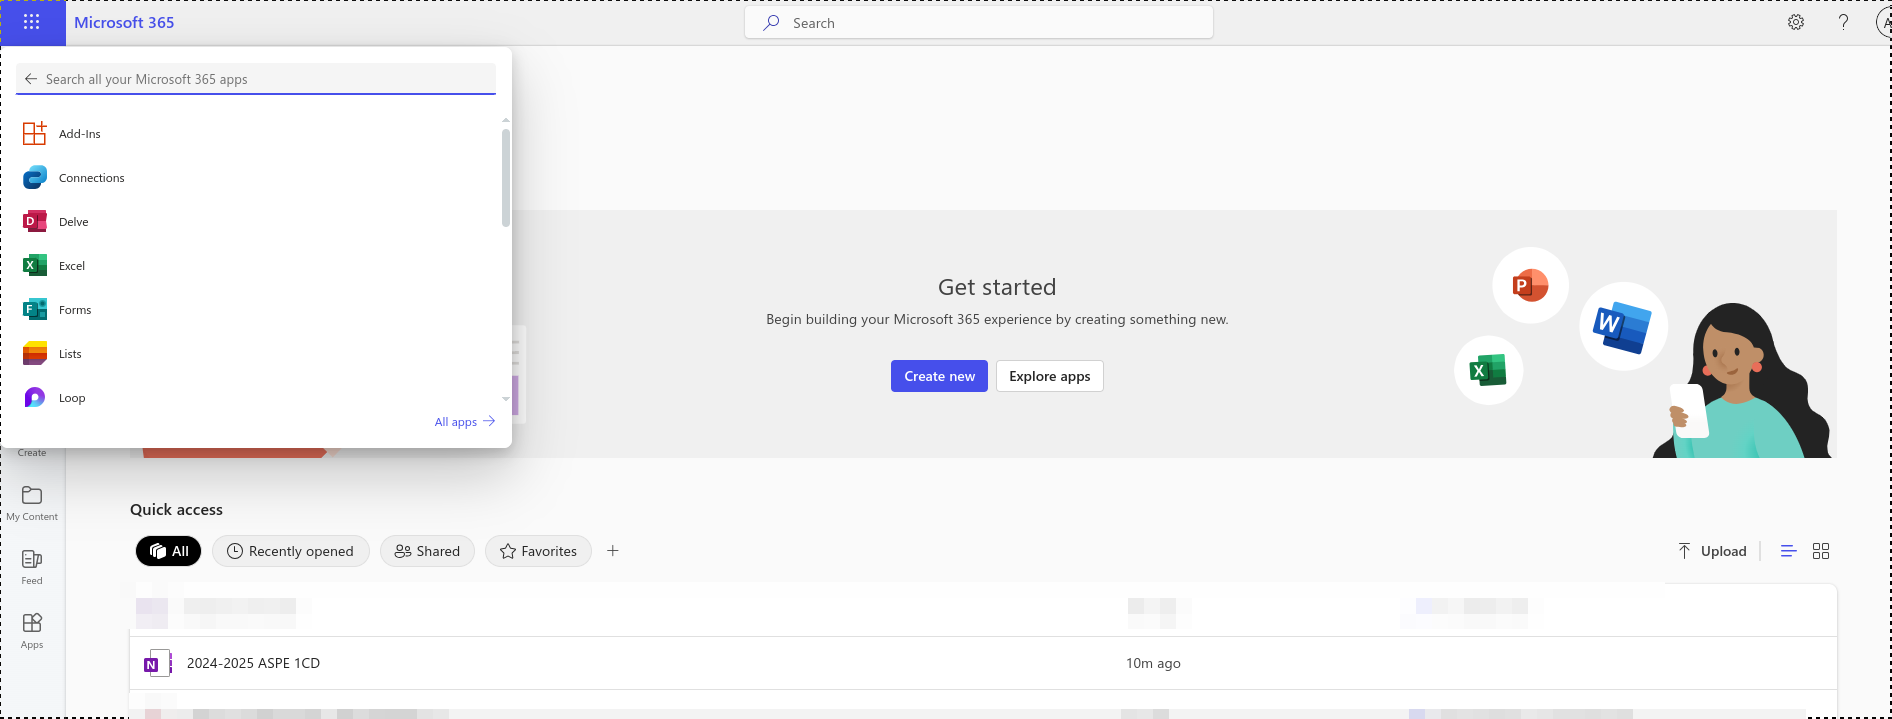 Microsoft 365
Search
A
Search all your Microsoft 365 apps
Add-Ins
Connections
D
Delve
X
Excel
F
Forms
Lists
Loop
All apps
Get started
Begin building your Microsoft 365 experience by creating something new.
Create new
Explore apps
P
W
X
Create
My Content
Feed
Apps
Quick access
All
Recently opened
Shared
Favorites
Upload
N
2024-2025 ASPE 1CD
10m ago